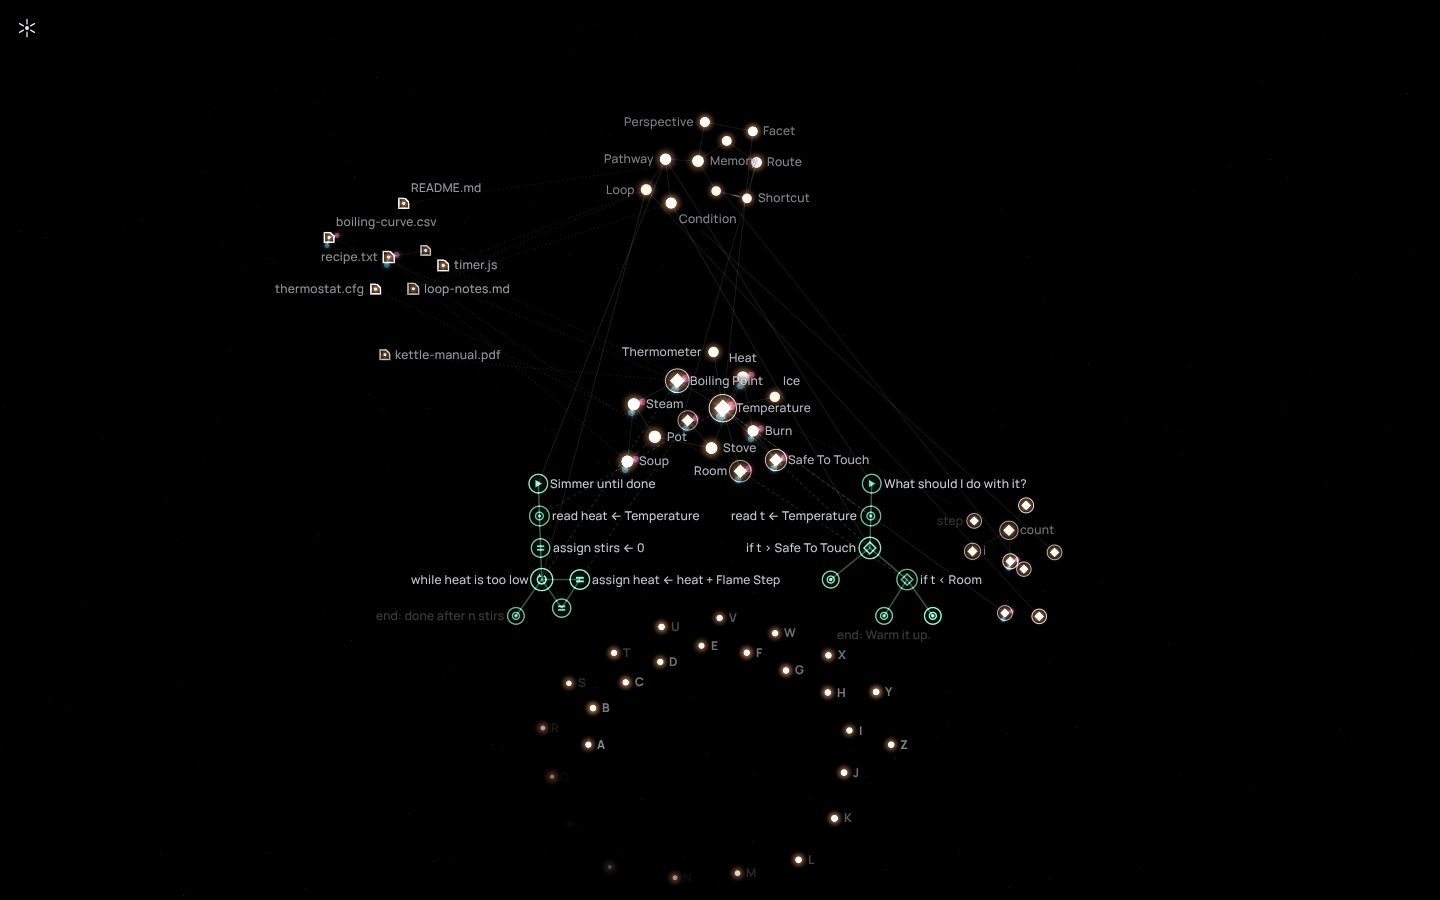 Perspective
Facet
Pathway
Memory
Route
Loop
Shortcut
Condition
README.md
boiling-curve.csv
recipe.txt
timer.js
thermostat.cfg
loop-notes.md
kettle-manual.pdf
Thermometer
Heat
Boiling Point
Ice
Steam
Temperature
Pot
Burn
Stove
Soup
Room
Safe To Touch
Simmer until done
What should I do with it?
read heat ← Temperature
read t ← Temperature
step
count
assign stirs ← 0
if t > Safe To Touch
i
while heat is too low
assign heat ← heat + Flame Step
if t < Room
end: done after n stirs
end: Warm it up.
V
U
W
E
T
F
X
D
G
S
C
H
Y
B
R
I
A
Z
J
Q
K
L
M
N